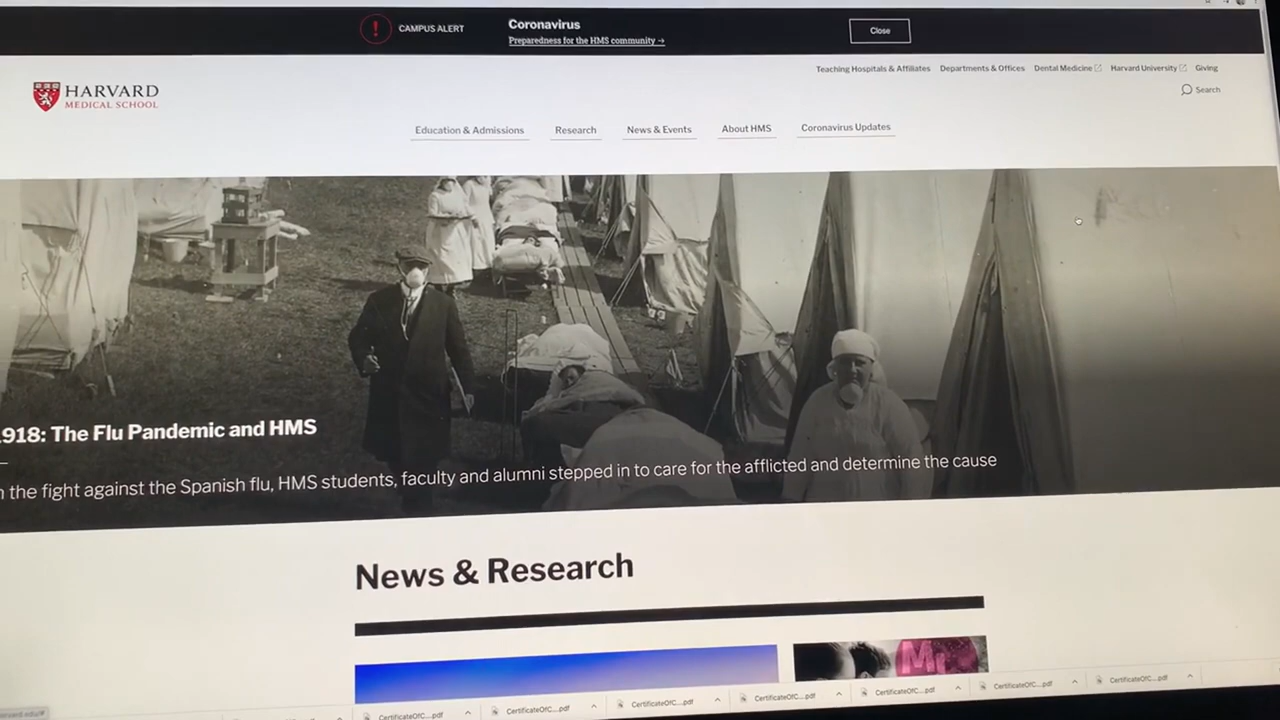 CAMPUS ALERT
Coronavirus
Preparedness for the HMS community →
Close
Teaching Hospitals & Affiliates Departments & Offices Dental Medicine Harvard University Giving
Search
HARVARD
MEDICAL SCHOOL
Education & Admissions Research News & Events About HMS Coronavirus Updates
918: The Flu Pandemic and HMS
the fight against the Spanish flu, HMS students, faculty and alumni stepped in to care for the afflicted and determine the cause
News & Research
CertificateOfC....pdf CertificateOfC....pdf CertificateOfC....pdf CertificateOfC....pdf CertificateOfC....pdf CertificateOfC....pdf CertificateOfC....pdf